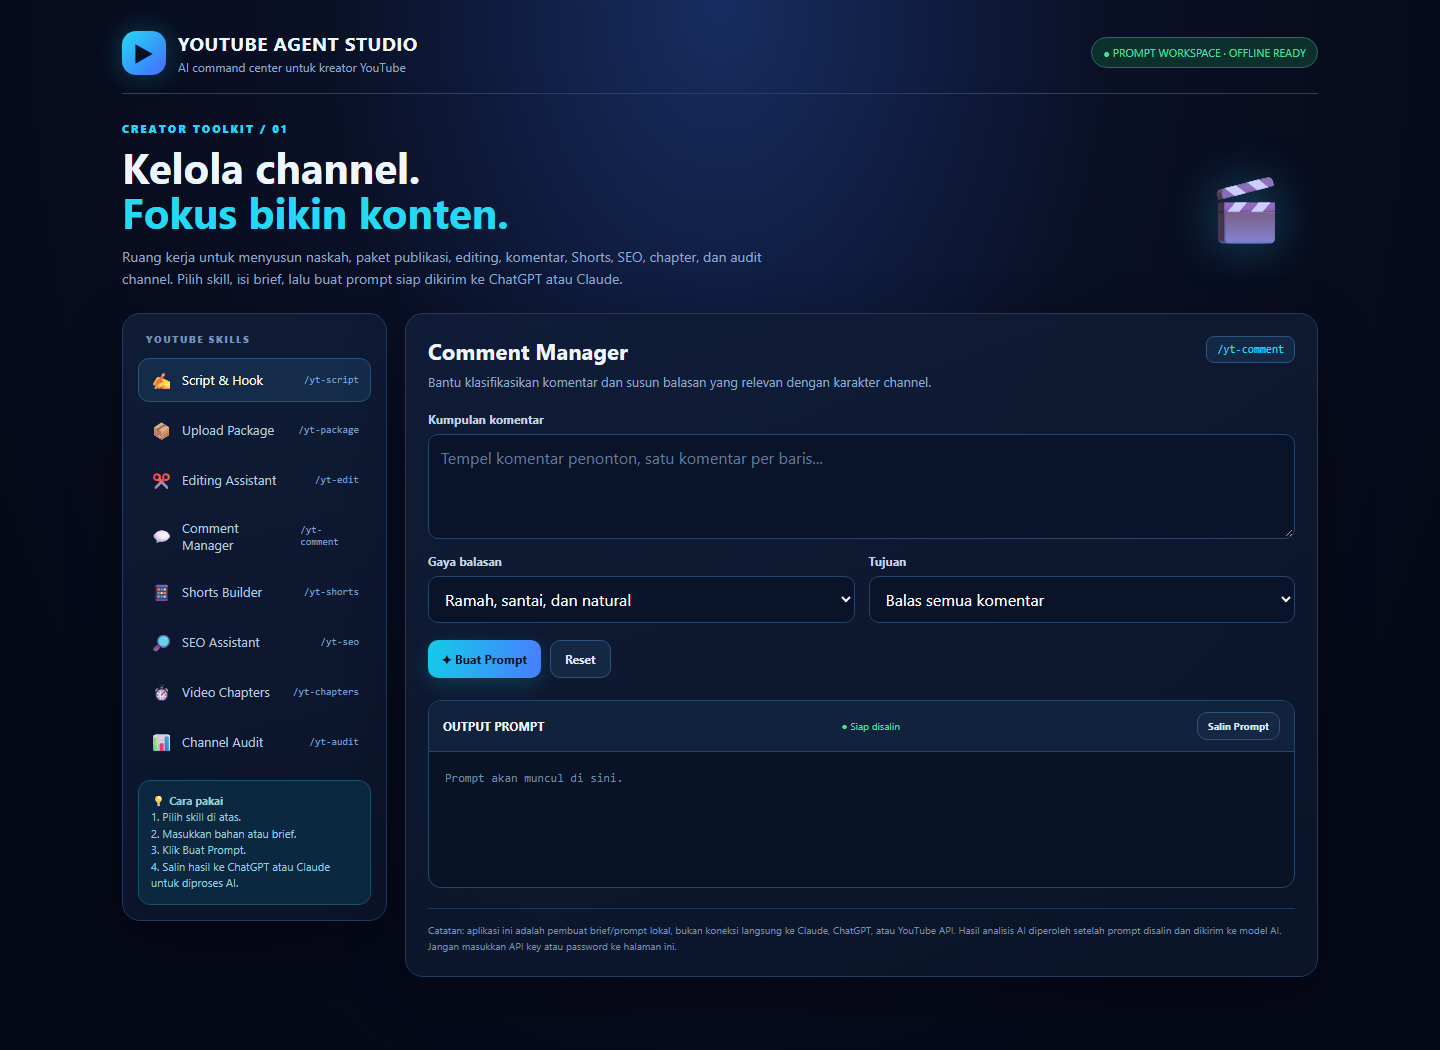 YOUTUBE AGENT STUDIO
AI command center untuk kreator YouTube
● PROMPT WORKSPACE · OFFLINE READY
CREATOR TOOLKIT / 01
Kelola channel.
Fokus bikin konten.
Ruang kerja untuk menyusun naskah, paket publikasi, editing, komentar, Shorts, SEO, chapter, dan audit
channel. Pilih skill, isi brief, lalu buat prompt siap dikirim ke ChatGPT atau Claude.
YOUTUBE SKILLS
Script & Hook /yt-script
Upload Package /yt-package
Editing Assistant /yt-edit
Comment
Manager
/yt-
comment
Shorts Builder /yt-shorts
SEO Assistant /yt-seo
Video Chapters /yt-chapters
Channel Audit /yt-audit
Cara pakai
1. Pilih skill di atas.
2. Masukkan bahan atau brief.
3. Klik Buat Prompt.
4. Salin hasil ke ChatGPT atau Claude
untuk diproses AI.
Comment Manager
/yt-comment
Bantu klasifikasikan komentar dan susun balasan yang relevan dengan karakter channel.
Kumpulan komentar
Tempel komentar penonton, satu komentar per baris...
Gaya balasan
Ramah, santai, dan natural
Tujuan
Balas semua komentar
✦ Buat Prompt
Reset
OUTPUT PROMPT
● Siap disalin
Salin Prompt
Prompt akan muncul di sini.
Catatan: aplikasi ini adalah pembuat brief/prompt lokal, bukan koneksi langsung ke Claude, ChatGPT, atau YouTube API. Hasil analisis AI diperoleh setelah prompt disalin dan dikirim ke model AI.
Jangan masukkan API key atau password ke halaman ini.